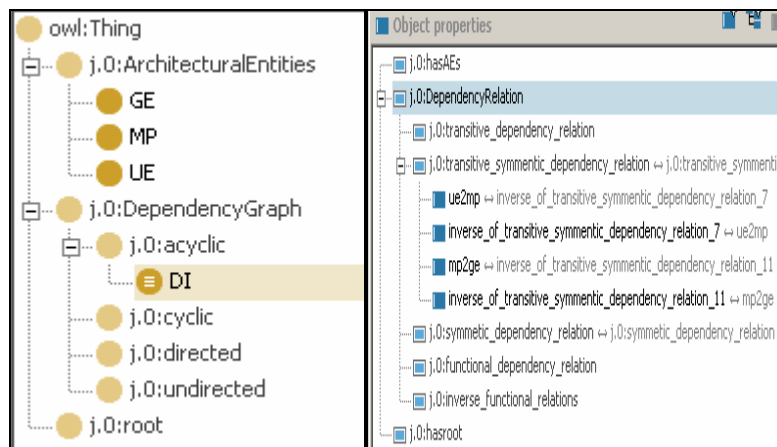 owl:Thing
j.0:ArchitecturalEntities
GE
MP
UE
j.0:DependencyGraph
j.0:acyclic
DI
j.0:cyclic
j.0:directed
j.0:undirected
j.0:root
Object properties
j.0:hasAEs
j.0:DependencyRelation
j.0:transitive_dependency_relation
j.0:transitive_symmentic_dependency_relation ↔ j.0:transitive_symmenti
ue2mp ↔ inverse_of_transitive_symmentic_dependency_relation_7
inverse_of_transitive_symmentic_dependency_relation_7 ↔ ue2mp
mp2ge ↔ inverse_of_transitive_symmentic_dependency_relation_11
inverse_of_transitive_symmentic_dependency_relation_11 ↔ mp2ge
j.0:symmetic_dependency_relation ↔ j.0:symmetic_dependency_relation
j.0:functional_dependency_relation
j.0:inverse_functional_relations
j.0:hasroot